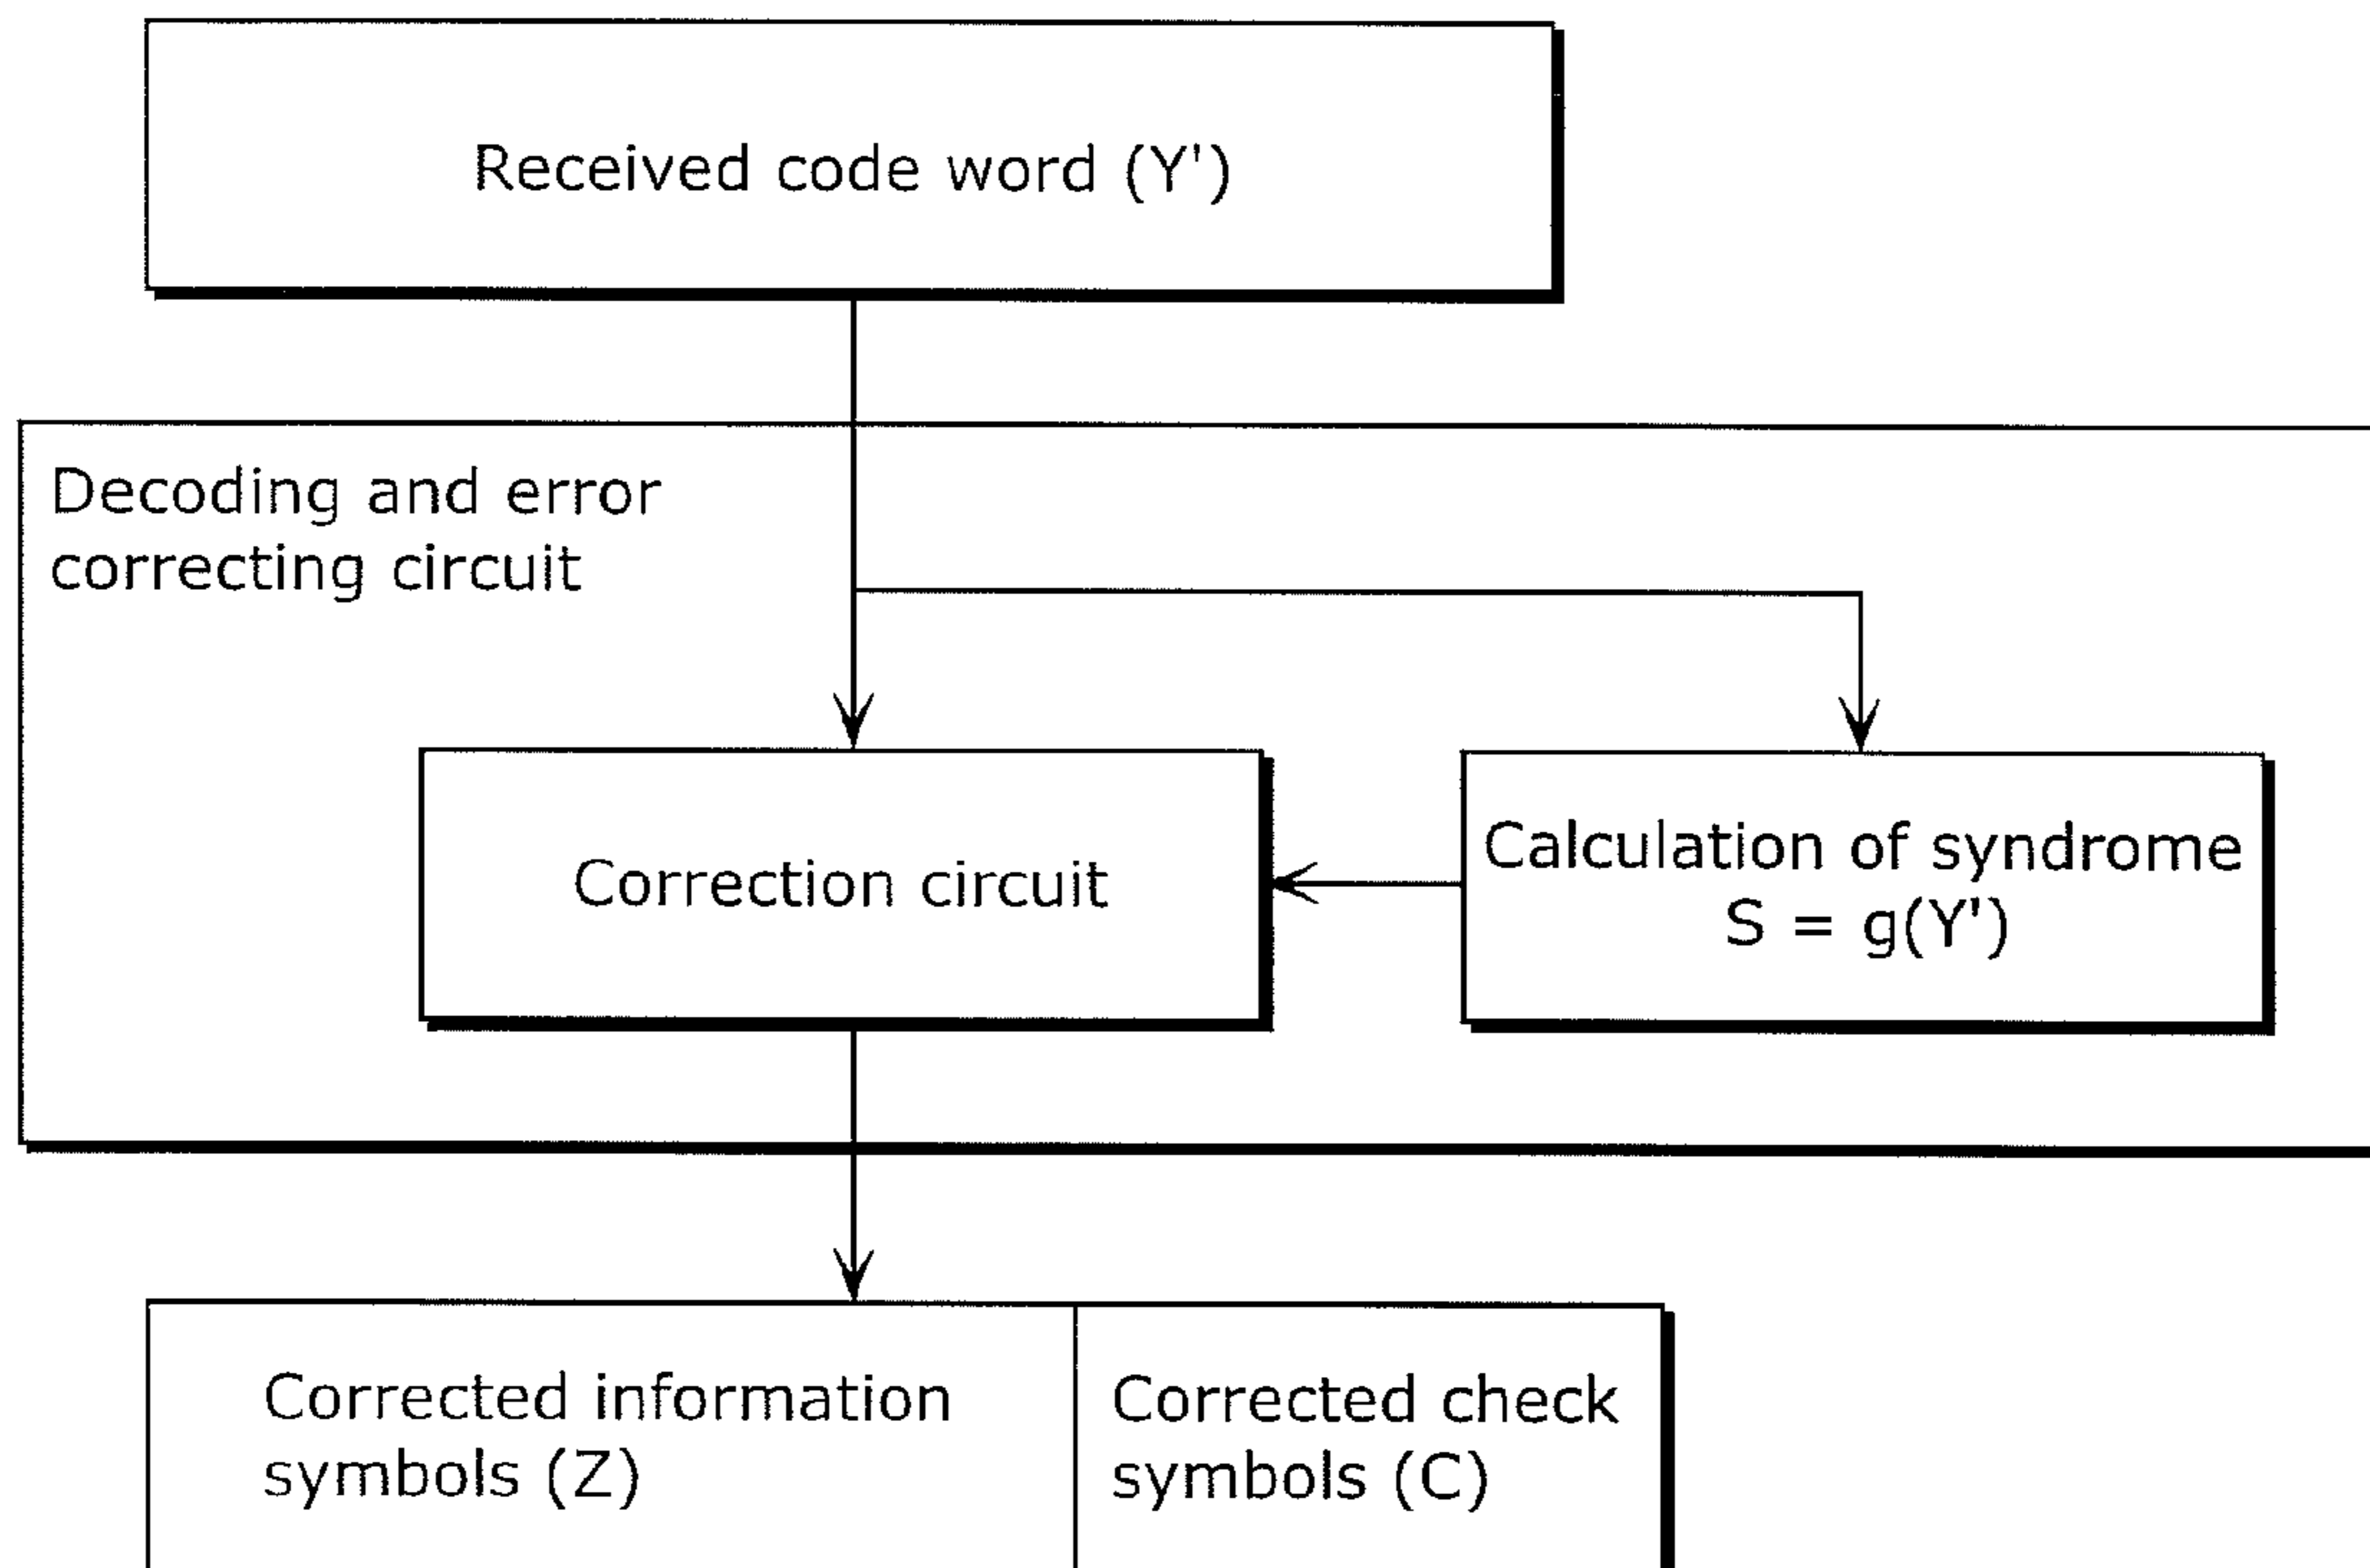 Received code word (Y')
Decoding and error
correcting circuit
Correction circuit
Calculation of syndrome
S = g(Y')
Corrected information
symbols (Z)
Corrected check
symbols (C)